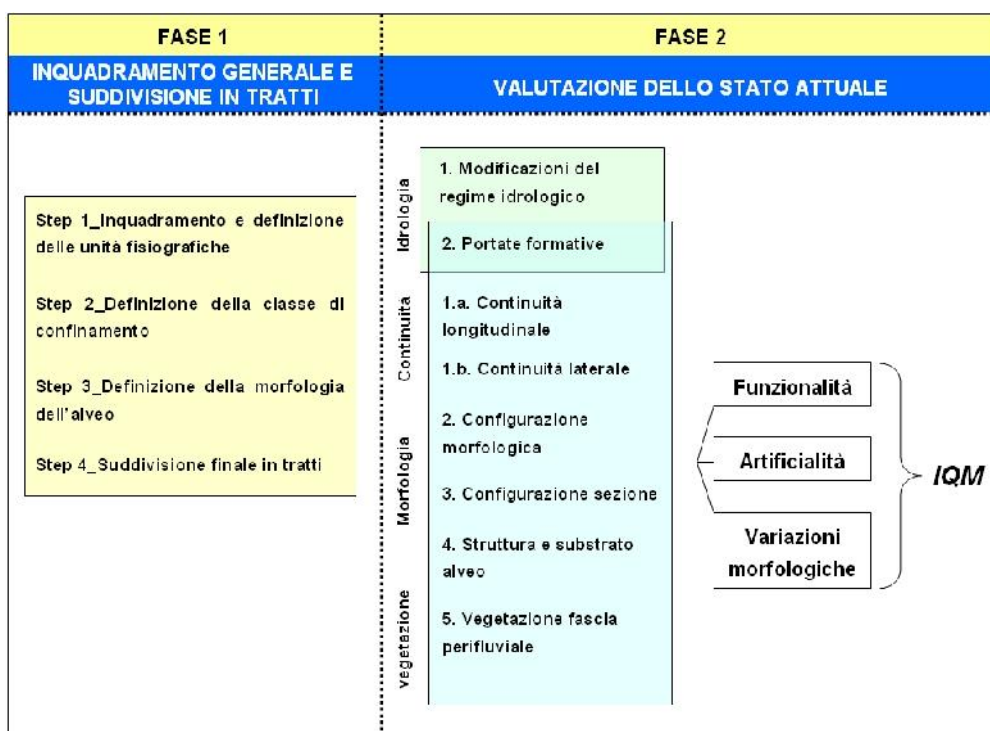 FASE 1
INQUADRAMENTO GENERALE E
SUDDIVISIONE IN TRATTI
Step 1_Inquadramento e definizione
delle unità fisiografiche
Step 2_Definizione della classe di
confinamento
Step 3_Definizione della morfologia
dell'alveo
Step 4_Suddivisione finale in tratti
FASE 2
VALUTAZIONE DELLO STATO ATTUALE
Idrologia
1. Modificazioni del
regime idrologico
2. Portate formative
Continuità
1.a. Continuità
longitudinale
1.b. Continuità laterale
Morfologia
2. Configurazione
morfologica
3. Configurazione sezione
4. Struttura e substrato
alveo
vegetazione
5. Vegetazione fascia
perifluviale
Funzionalità
Artificialità
Variazioni
morfologiche
IQM